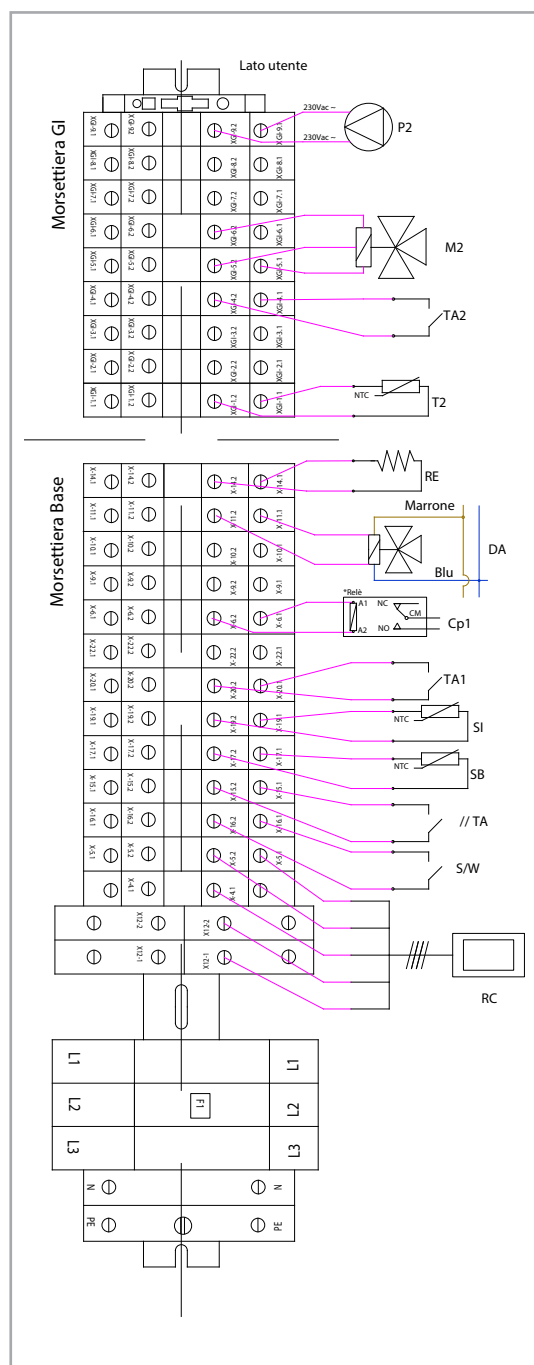 Lato utente
Morsettiera GI
XGI-9.1 XGI-92 XGI-9.2 XGI-9.1
230Vac ~
230Vac ~
P2
XGI-8.1 XGI-8.2 XGI-8.2 XGI-8.1
XGI-7.1 XGI-7.2 XGI-7.2 XGI-7.1
XGI-6.1 XGI-6.2 XGI-6.2 XGI-6.1
M2
XGI-5.1 XGI-5.2 XGI-5.2 XGI-5.1
XGI-4.1 XGI-4.2 XGI-4.2 XGI-4.1
TA2
XGI-3.1 XGI-3.2 XGI-3.2 XGI-3.1
XGI-2.1 XGI-2.2 XGI-2.2 XGI-2.1
XGI-1.1 XGI-1.2 XGI-1.2 XGI-1.1
NTC
T2
Morsettiera Base
X-14.1 X-14.2 X-14.2 X-14.1
RE
X-11.1 X-11.2 X-11.2 X-11.1
Marrone
DA
Blu
X-10.1 X-10.2 X-10.2 X-10.1
X-9.1 X-9.2 X-9.2 X-9.1
X-6.1 X-6.2 X-6.2 X-6.1
*Relè
A1 NC
CM
A2 NO
Cp1
X-22.1 X-22.2 X-22.2 X-22.1
X-20.1 X-20.2 X-20.2 X-20.1
TA1
X-19.1 X-19.2 X-19.2 X-19.1
NTC
SI
X-17.1 X-17.2 X-17.2 X-17.1
NTC
SB
X-15.1 X-15.2 X-15.2 X-15.1
// TA
X-16.1 X-16.2 X-16.2 X-16.1
S/W
X-5.1 X-5.2 X-5.2 X-5.1
X-4.1 X-4.1
X12-2 X12-2
X12-1 X12-1
RC
L1 L1
L2 F1 L2
L3 L3
N N
PE PE